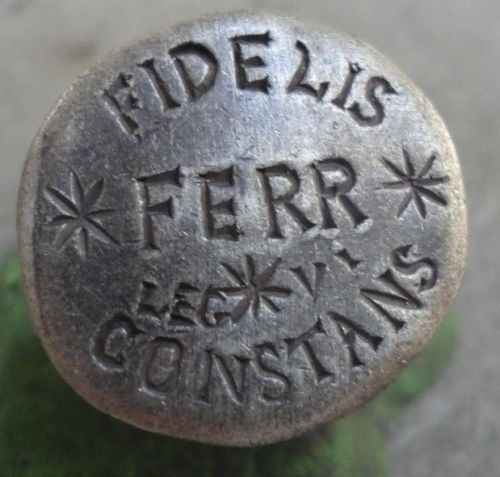 FIDELIS
FERR
LEG VI
CONSTANS